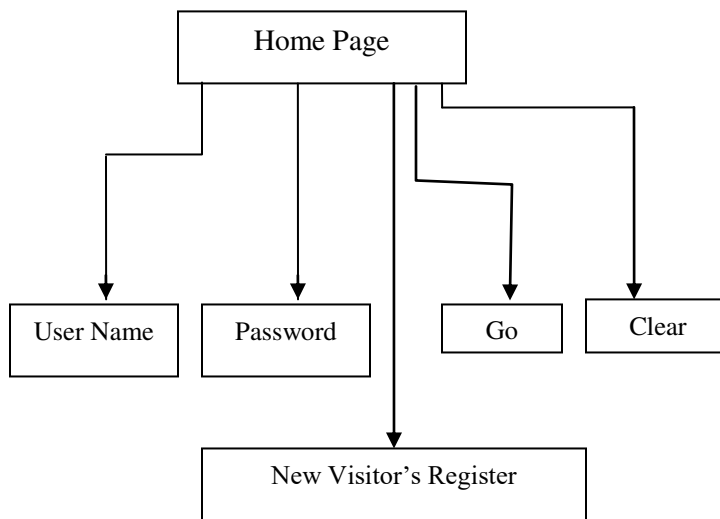 Home Page
User Name
Password
Go
Clear
New Visitor’s Register